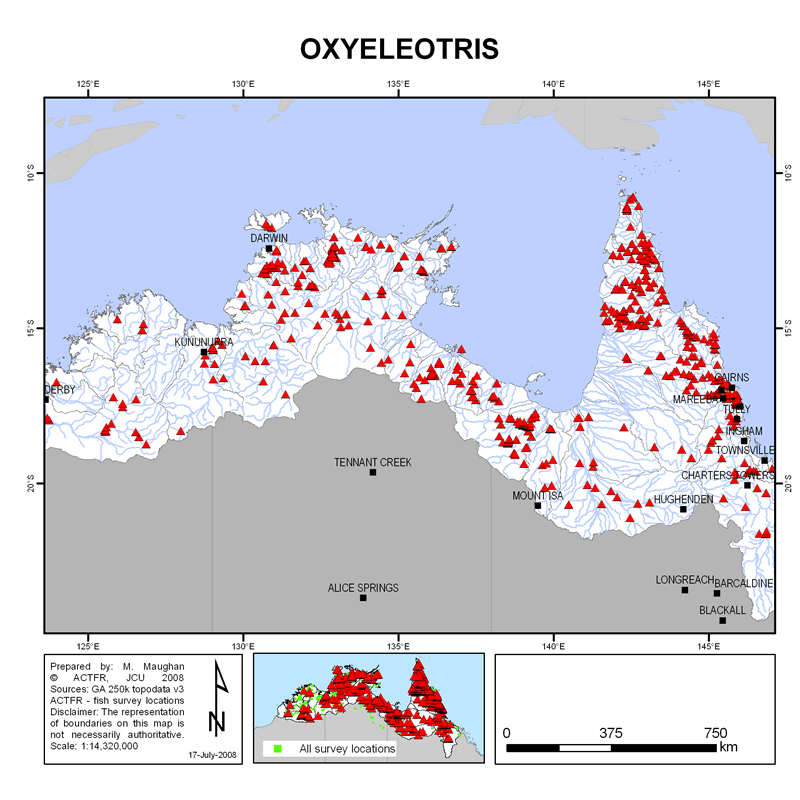 OXYELEOTRIS
125°E 130°E 135°E 140°E 145°E
10°S 10°S
DARWIN
15°S 15°S
KUNUNURRA
CAIRNS
DERBY
MAREEBA
TULLY
INGHAM
TOWNSVILLE
TENNANT CREEK
CHARTERS TOWERS
20°S 20°S
MOUNT ISA
HUGHENDEN
ALICE SPRINGS
LONGREACH
BARCALDINE
BLACKALL
125°E 130°E 135°E 140°E 145°E
Prepared by: M. Maughan
© ACTFR, JCU 2008
Sources: GA 250k topodata v3
ACTFR - fish survey locations
Disclaimer: The representation
of boundaries on this map is
not necessarily authoritative.
Scale: 1:14,320,000
N
17-July-2008
All survey locations
0 375 750
km